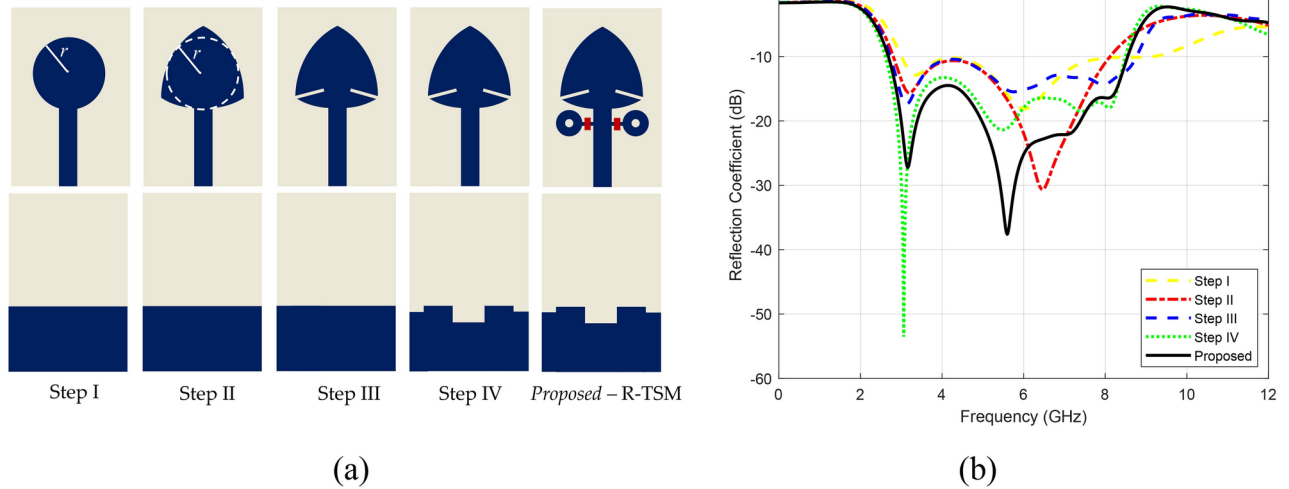 r
r
Step I
Step II
Step III
Step IV
Proposed – R-TSM
(a)
Reflection Coefficient (dB)
-10
-20
-30
-40
-50
-60
0
2
4
6
8
10
12
Frequency (GHz)
Step I
Step II
Step III
Step IV
Proposed
(b)